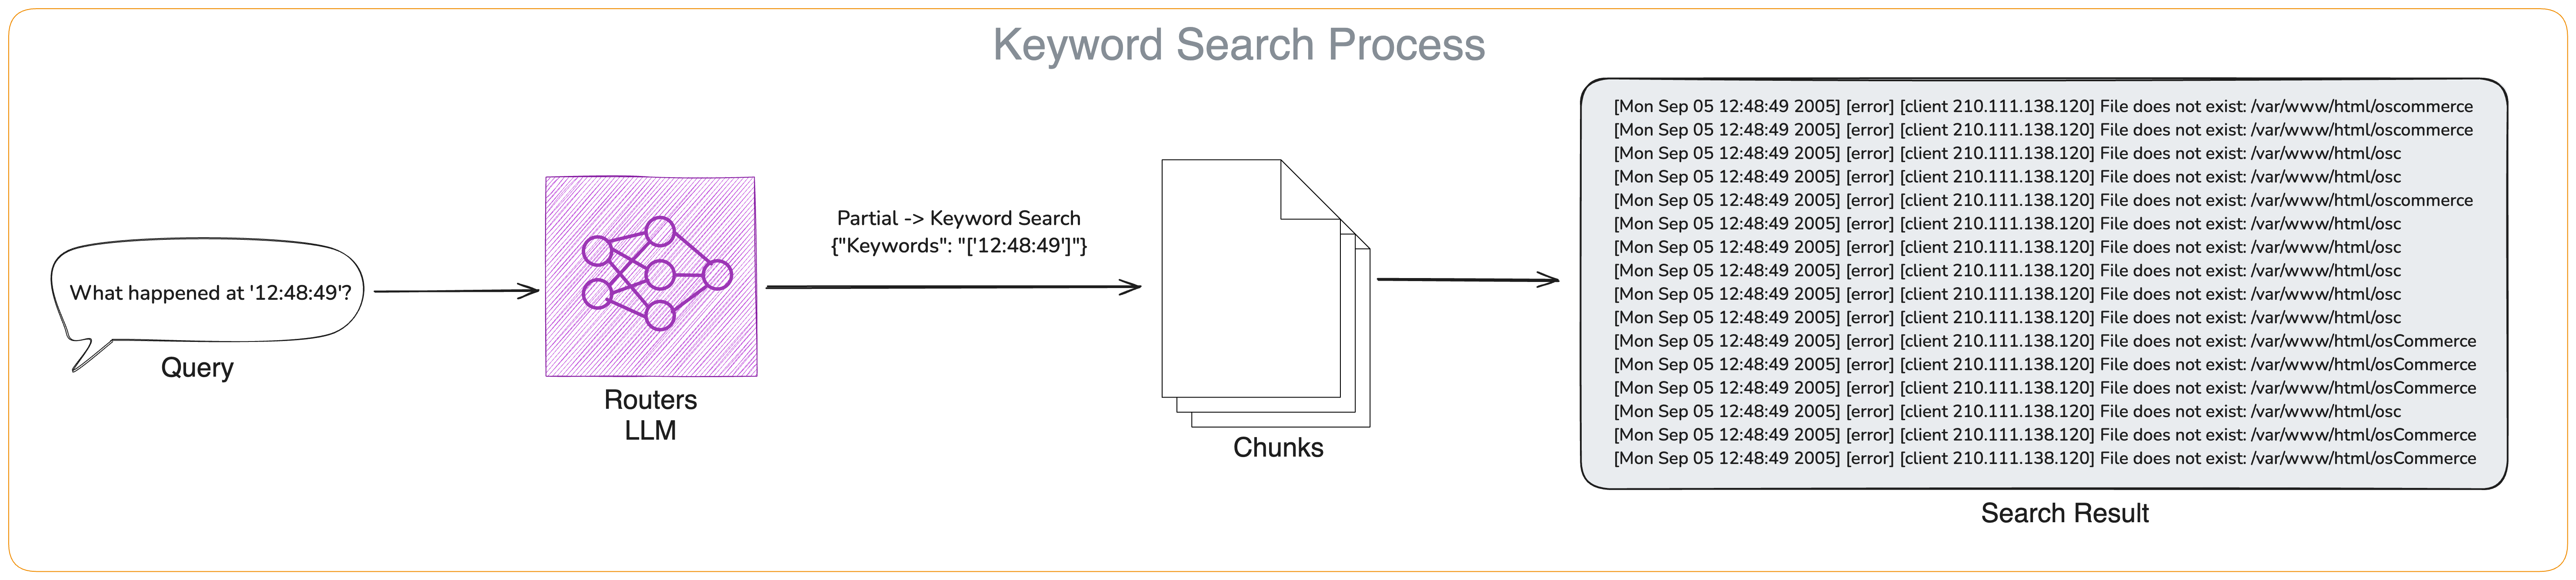 Keyword Search Process
What happened at '12:48:49'?
Query
Routers
LLM
Partial -> Keyword Search
{"Keywords": "['12:48:49']"}
Chunks
[Mon Sep 05 12:48:49 2005] [error] [client 210.111.138.120] File does not exist: /var/www/html/oscommerce
[Mon Sep 05 12:48:49 2005] [error] [client 210.111.138.120] File does not exist: /var/www/html/oscommerce
[Mon Sep 05 12:48:49 2005] [error] [client 210.111.138.120] File does not exist: /var/www/html/osc
[Mon Sep 05 12:48:49 2005] [error] [client 210.111.138.120] File does not exist: /var/www/html/osc
[Mon Sep 05 12:48:49 2005] [error] [client 210.111.138.120] File does not exist: /var/www/html/oscommerce
[Mon Sep 05 12:48:49 2005] [error] [client 210.111.138.120] File does not exist: /var/www/html/osc
[Mon Sep 05 12:48:49 2005] [error] [client 210.111.138.120] File does not exist: /var/www/html/osc
[Mon Sep 05 12:48:49 2005] [error] [client 210.111.138.120] File does not exist: /var/www/html/osc
[Mon Sep 05 12:48:49 2005] [error] [client 210.111.138.120] File does not exist: /var/www/html/osc
[Mon Sep 05 12:48:49 2005] [error] [client 210.111.138.120] File does not exist: /var/www/html/osc
[Mon Sep 05 12:48:49 2005] [error] [client 210.111.138.120] File does not exist: /var/www/html/osCommerce
[Mon Sep 05 12:48:49 2005] [error] [client 210.111.138.120] File does not exist: /var/www/html/osCommerce
[Mon Sep 05 12:48:49 2005] [error] [client 210.111.138.120] File does not exist: /var/www/html/osCommerce
[Mon Sep 05 12:48:49 2005] [error] [client 210.111.138.120] File does not exist: /var/www/html/osc
[Mon Sep 05 12:48:49 2005] [error] [client 210.111.138.120] File does not exist: /var/www/html/osCommerce
[Mon Sep 05 12:48:49 2005] [error] [client 210.111.138.120] File does not exist: /var/www/html/osCommerce
Search Result